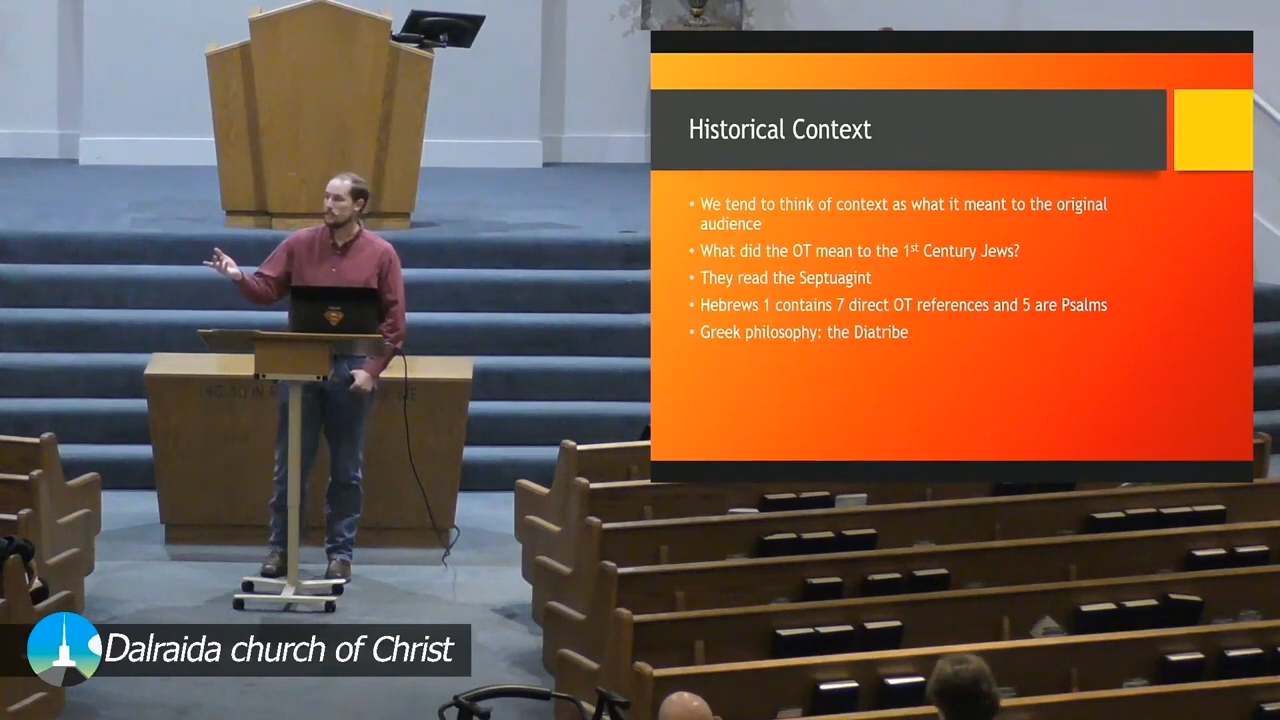 Historical Context
• We tend to think of context as what it meant to the original
audience
• What did the OT mean to the 1st Century Jews?
• They read the Septuagint
• Hebrews 1 contains 7 direct OT references and 5 are Psalms
• Greek philosophy: the Diatribe
Dalraida church of Christ